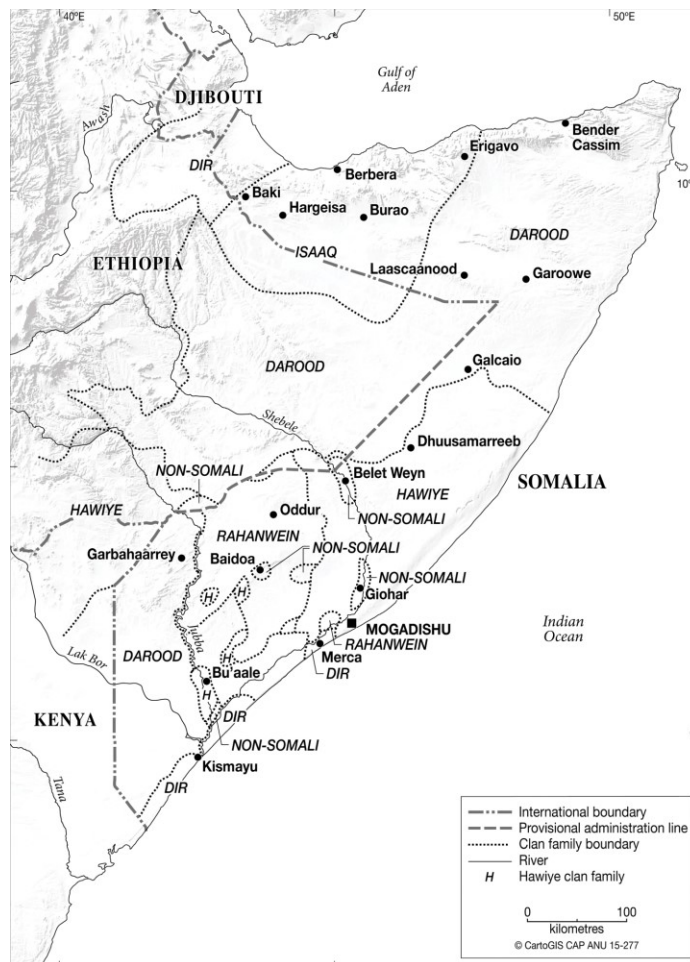 40°E
50°E
Gulf of
Aden
DJIBOUTI
Awash
Bender
Cassim
Erigavo
DIR
Berbera
10°
Baki
Hargeisa
Burao
DAROOD
ISAAQ
ETHIOPIA
Laascaanood
Garoowe
DAROOD
Galcaio
Shebele
Dhuusamarreeb
NON-SOMALI
Belet Weyn
SOMALIA
HAWIYE
HAWIYE
Oddur
NON-SOMALI
RAHANWEIN
NON-SOMALI
Garbahaarrey
Baidoa
NON-SOMALI
Giohar
H
H
MOGADISHU
Indian
Ocean
Jubba
RAHANWEIN
Merca
DAROOD
H
DIR
Lak Bor
Bu'aale
H
KENYA
DIR
NON-SOMALI
Kismayu
Tana
DIR
International boundary
Provisional administration line
Clan family boundary
River
H Hawiye clan family
0 100
kilometres
© CartoGIS CAP ANU 15-277